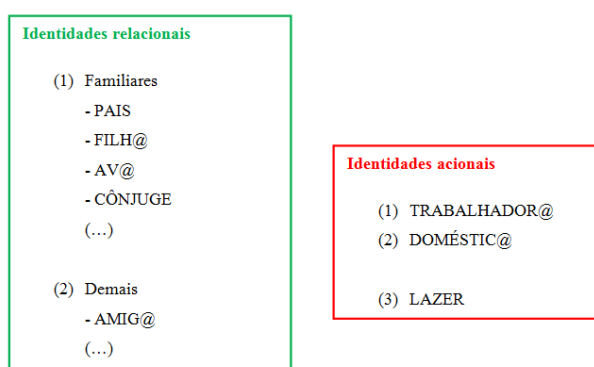 Identidades relacionais
(1) Familiares
- PAIS
- FILH@
- AV@
- CÔNJUGE
(…)
(2) Demais
- AMIG@
(…)
Identidades acionais
(1) TRABALHADOR@
(2) DOMÉSTIC@
(3) LAZER